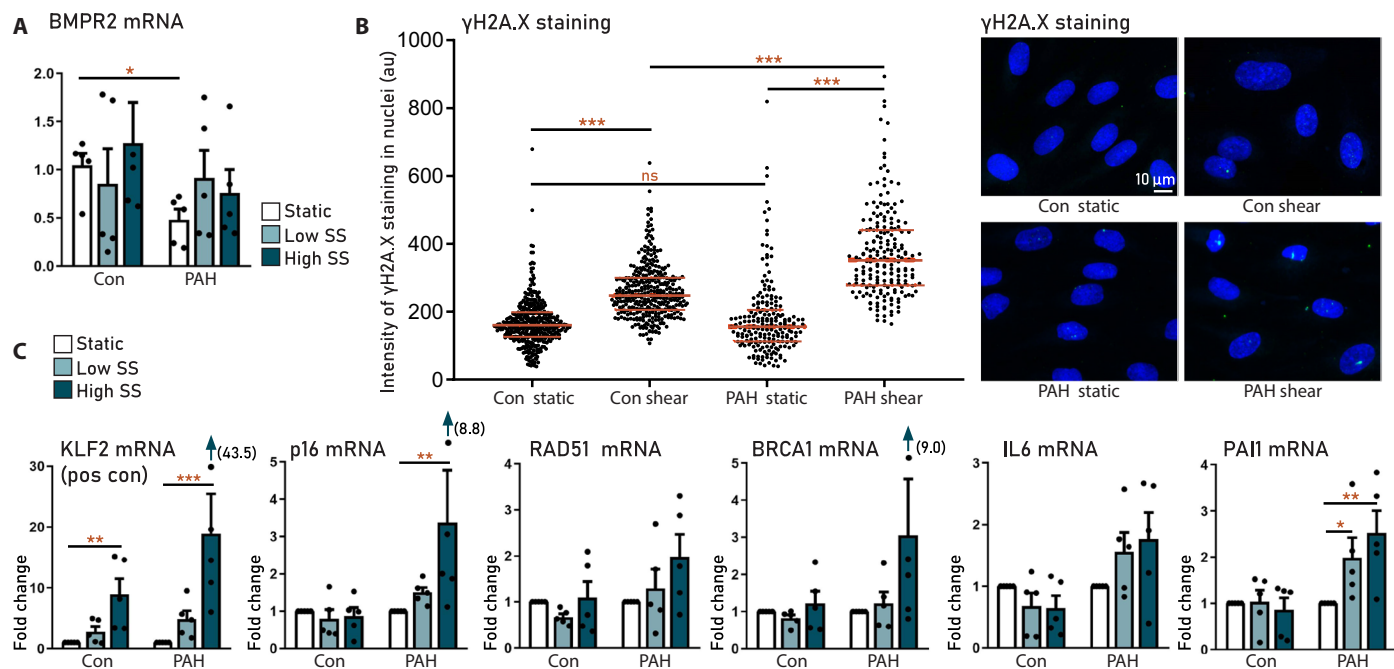 A
BMPR2 mRNA
2.0
1.5
1.0
0.5
0.0
*
Con
PAH
Static
Low SS
High SS
B
γH2A.X staining
Intensity of γH2A.X staining in nuclei (au)
1000
800
600
400
200
0
***
***
***
ns
Con static
Con shear
PAH static
PAH shear
γH2A.X staining
10 µm
Con static
Con shear
PAH static
PAH shear
C
Static
Low SS
High SS
KLF2 mRNA
(pos con)
(43.5)
Fold change
30
20
10
0
**
***
Con
PAH
p16 mRNA
(8.8)
Fold change
5
4
3
2
1
0
**
Con
PAH
RAD51 mRNA
Fold change
4
3
2
1
0
Con
PAH
BRCA1 mRNA
(9.0)
Fold change
5
4
3
2
1
0
Con
PAH
IL6 mRNA
Fold change
3
2
1
0
Con
PAH
PAI1 mRNA
Fold change
4
3
2
1
0
*
**
Con
PAH